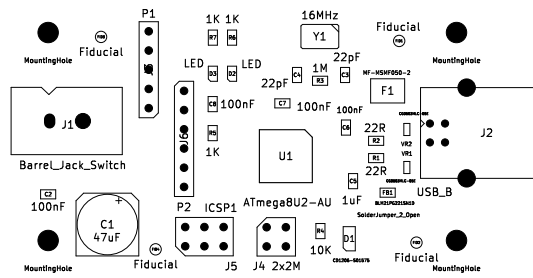 P1
1K 1K
16MHz
R7 R6
Y1
Fiducial
Fiducial
MountingHole
MountingHole
LED LED
22pF
1M
MF-MSMF050-2
D3 D2
C4 R3 C3
22pF
F1
C8
100nF
C7
100nF
100nF
J1
J2
C6
22R
R5
R2
VR2
1K
U1
R1
VR1
22R
Barrel_Jack_Switch
C5
USB_B
C2
FB1
100nF
1uF
BLM21PG221SN1D
P2
ICSP1
ATmega8U2-AU
SolderJumper_2_Open
C1
47uF
R4
D1
10K
CD1206-S01575
J5
J4 2x2M
Fiducial
Fiducial
MountingHole
MountingHole